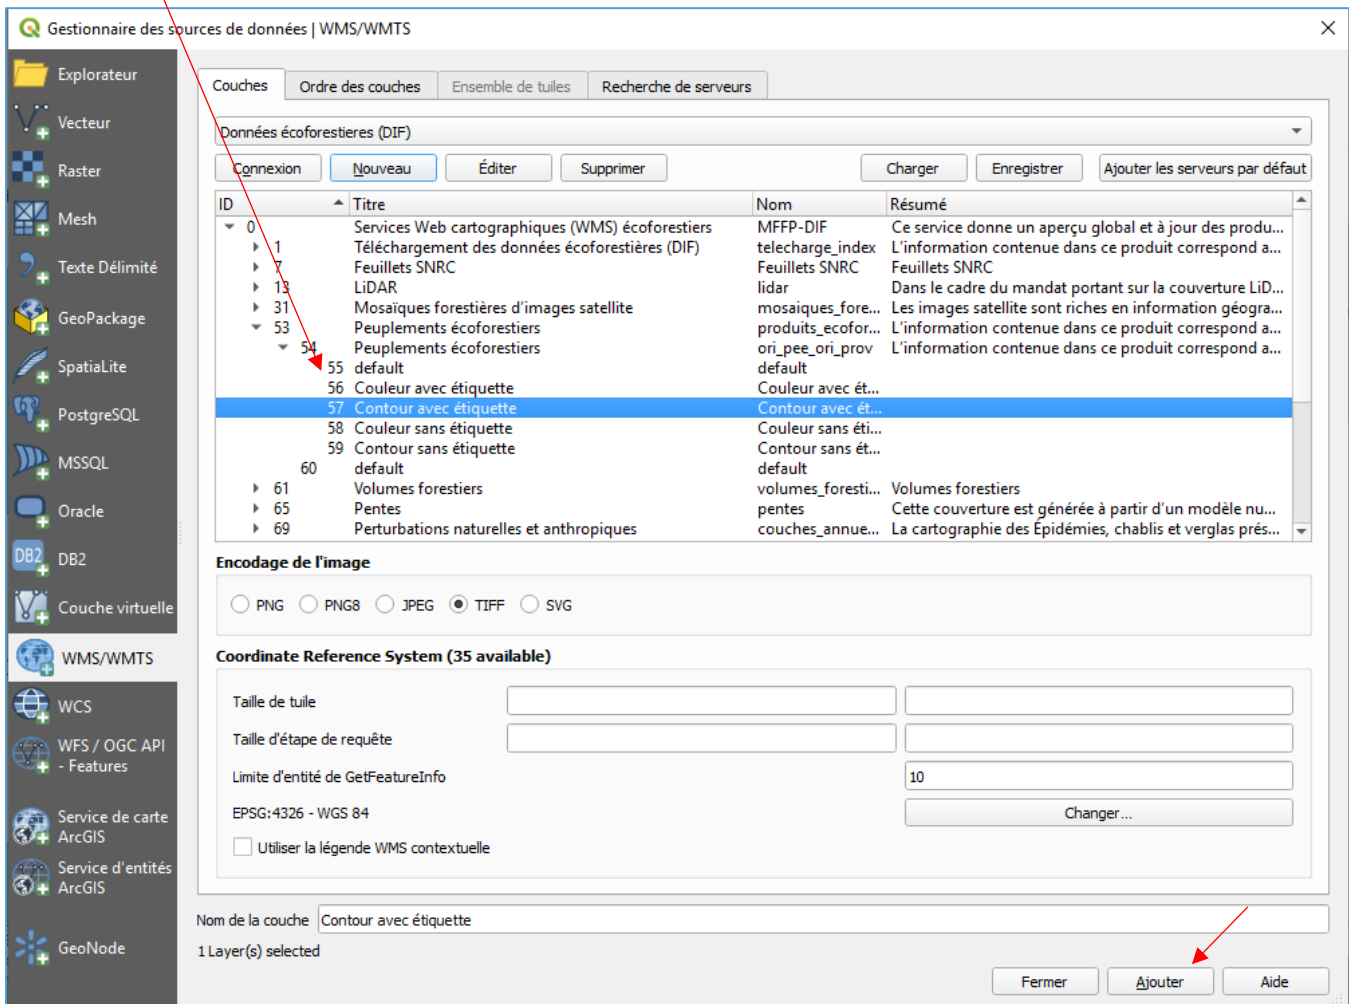 Gestionnaire des sources de données | WMS/WMTS
Explorateur
Vecteur
Raster
Mesh
Texte Délimité
GeoPackage
SpatiaLite
PostgreSQL
MSSQL
Oracle
DB2
DB2
Couche virtuelle
WMS/WMTS
WCS
WFS / OGC API
- Features
Service de carte
ArcGIS
Service d'entités
ArcGIS
GeoNode
Couches Ordre des couches Ensemble de tuiles Recherche de serveurs
Données écoforestieres (DIF)
Connexion Nouveau Éditer Supprimer Charger Enregistrer Ajouter les serveurs par défaut
ID Titre Nom Résumé
0 Services Web cartographiques (WMS) écoforestiers MFFP-DIF Ce service donne un aperçu global et à jour des produ...
1 Téléchargement des données écoforestières (DIF) telecharge_index L'information contenue dans ce produit correspond a...
7 Feuillets SNRC Feuillets SNRC Feuillets SNRC
13 LiDAR lidar Dans le cadre du mandat portant sur la couverture LiD...
31 Mosaïques forestières d'images satellite mosaiques_fore... Les images satellite sont riches en information géogra...
53 Peuplements écoforestiers produits_ecofor... L'information contenue dans ce produit correspond a...
54 Peuplements écoforestiers ori_pee_ori_prov L'information contenue dans ce produit correspond a...
55 default default
56 Couleur avec étiquette Couleur avec ét...
57 Contour avec étiquette Contour avec ét...
58 Couleur sans étiquette Couleur sans éti...
59 Contour sans étiquette Contour sans ét...
60 default default
61 Volumes forestiers volumes_foresti... Volumes forestiers
65 Pentes pentes Cette couverture est générée à partir d'un modèle nu...
69 Perturbations naturelles et anthropiques couches_annue... La cartographie des Épidémies, chablis et verglas prés...
Encodage de l'image
PNG PNG8 JPEG TIFF SVG
Coordinate Reference System (35 available)
Taille de tuile
Taille d'étape de requête
Limite d'entité de GetFeatureInfo 10
EPSG:4326 - WGS 84 Changer...
Utiliser la légende WMS contextuelle
Nom de la couche Contour avec étiquette
1 Layer(s) selected
Fermer Ajouter Aide